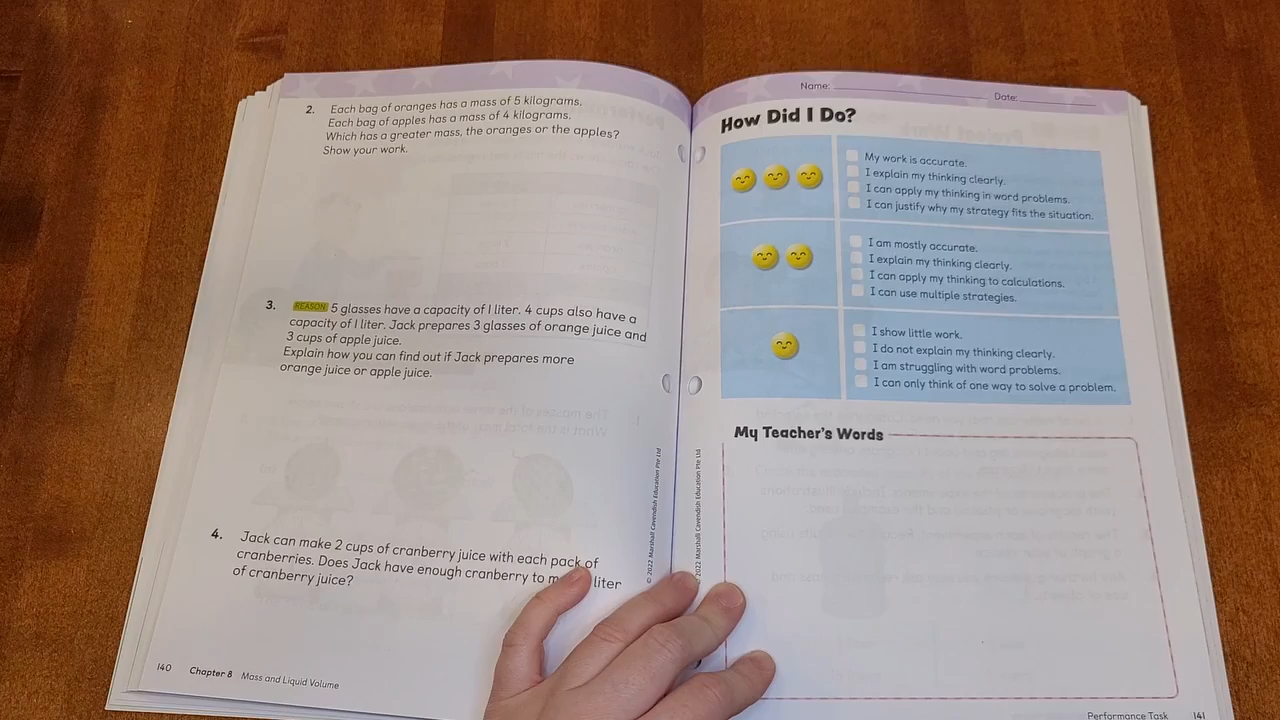 2. Each bag of oranges has a mass of 5 kilograms.
Each bag of apples has a mass of 4 kilograms.
Which has a greater mass, the oranges or the apples?
Show your work.
3. REASON 5 glasses have a capacity of 1 liter. 4 cups also have a
capacity of 1 liter. Jack prepares 3 glasses of orange juice and
3 cups of apple juice.
Explain how you can find out if Jack prepares more
orange juice or apple juice.
4. Jack can make 2 cups of cranberry juice with each pack of
cranberries. Does Jack have enough cranberry to liter
of cranberry juice?
© 2022 Marshall Cavendish Education Pte Ltd
140 Chapter 8 Mass and Liquid Volume
Name: Date:
How Did I Do?
My work is accurate.
I explain my thinking clearly.
I can apply my thinking in word problems.
I can justify why my strategy fits the situation.
I am mostly accurate.
I explain my thinking clearly.
I can apply my thinking to calculations.
I can use multiple strategies.
I show little work.
I do not explain my thinking clearly.
I am struggling with word problems.
I can only think of one way to solve a problem.
My Teacher's Words
2022 Marshall Cavendish Education Pte Ltd
Performance Task 141